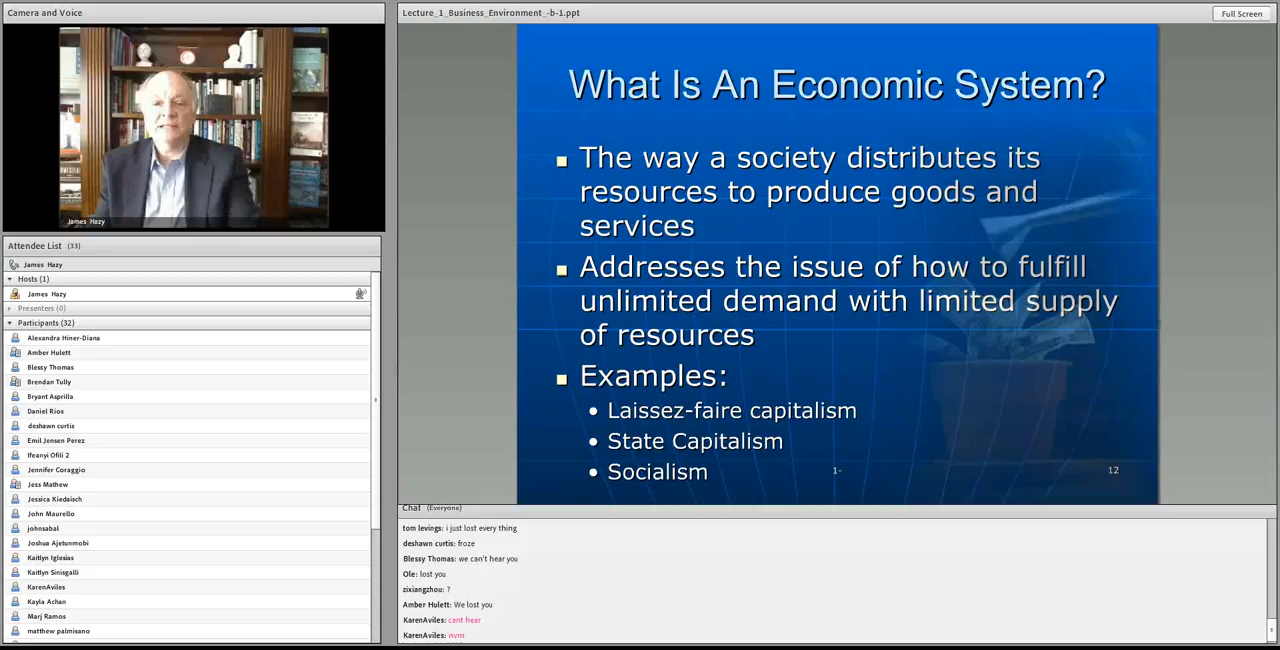 Camera and Voice
James Hazy
Attendee List (33)
James Hazy
Hosts (1)
James Hazy
Presenters (0)
Participants (32)
Alexandra Hiner-Diana
Amber Hulett
Blessy Thomas
Brendan Tully
Bryant Asprilla
Daniel Rios
deshawn curtis
Emil Jensen Perez
Ifeanyi Ofili 2
Jennifer Coraggio
Jess Mathew
Jessica Kiedaisch
John Maurello
johnsabal
Joshua Ajetunmobi
Kaitlyn Iglesias
Kaitlyn Sinisgalli
KarenAviles
Kayla Achan
Marj Ramos
matthew palmisano
Lecture_1_Business_Environment_-b-1.ppt
Full Screen
What Is An Economic System?
The way a society distributes its
resources to produce goods and
services
Addresses the issue of how to fulfill
unlimited demand with limited supply
of resources
Examples:
Laissez-faire capitalism
State Capitalism
Socialism
1-
12
Chat (Everyone)
tom levings: i just lost every thing
deshawn curtis: froze
Blessy Thomas: we can't hear you
Ole: lost you
zixiangzhou: ?
Amber Hulett: We lost you
KarenAviles: cant hear
KarenAviles: nvm